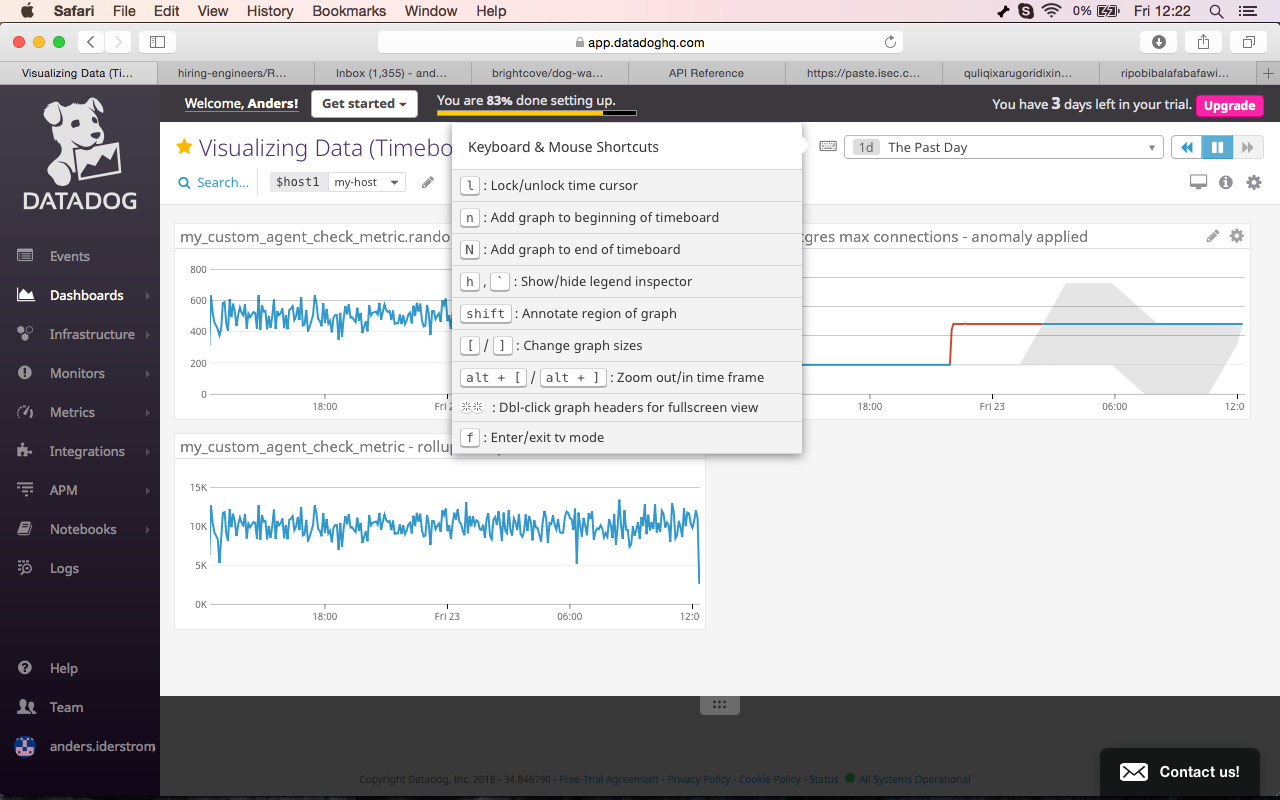 Safari File Edit View History Bookmarks Window Help 0% Fri 12:22
app.datadoghq.com
Visualizing Data (Ti... hiring-engineers/R... Inbox (1,355) - and... brightcove/dog-wa... API Reference https://paste.isec.c... quliqixarugoridixin... ripobibalafabafawi...
Welcome, Anders! Get started You are 83% done setting up. You have 3 days left in your trial. Upgrade
DATADOG
Events
Dashboards
Infrastructure
Monitors
Metrics
Integrations
APM
Notebooks
Logs
Help
Team
anders.iderstrom
Visualizing Data (Timebo
1d The Past Day
Search... $host1 my-host
Keyboard & Mouse Shortcuts
l : Lock/unlock time cursor
n : Add graph to beginning of timeboard
N : Add graph to end of timeboard
h , ` : Show/hide legend inspector
shift : Annotate region of graph
[ / ] : Change graph sizes
alt + [ / alt + ] : Zoom out/in time frame
: Dbl-click graph headers for fullscreen view
f : Enter/exit tv mode
my_custom_agent_check_metric.rando
800
600
400
200
0
18:00 Fri 2
gres max connections - anomaly applied
18:00 Fri 23 06:00 12:0
my_custom_agent_check_metric - rollup
15K
10K
5K
0K
18:00 Fri 23 06:00 12:0
Copyright Datadog, Inc. 2018 - 34.846790 - Free-Trial Agreement - Privacy Policy - Cookie Policy - Status All Systems Operational
Contact us!